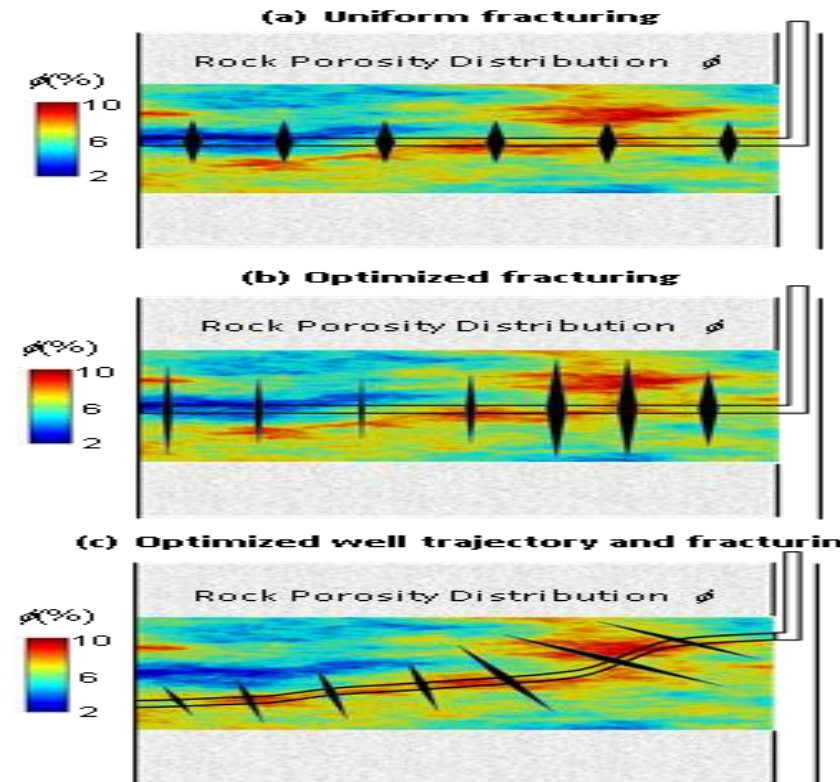 (a) Uniform fracturing
Rock Porosity Distribution ϕ
ϕ(%)
10
6
2
(b) Optimized fracturing
Rock Porosity Distribution ϕ
ϕ(%)
10
6
2
(c) Optimized well trajectory and fracturin
Rock Porosity Distribution ϕ
ϕ(%)
10
6
2